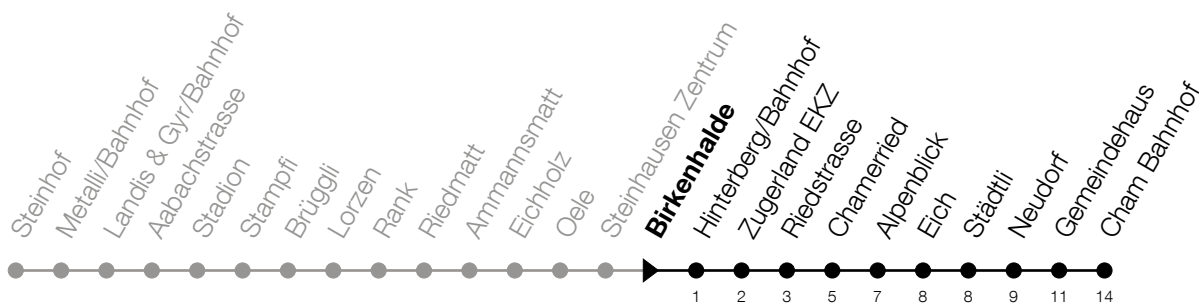 Steinhof
Metalli/Bahnhof
Landis & Gyr/Bahnhof
Aabachstrasse
Stadion
Stampfi
Brüggli
Lorzen
Rank
Riedmatt
Ammannsmatt
Eichholz
Oele
Steinhausen Zentrum
Birkenhalde
Hinterberg/Bahnhof
Zugerland EKZ
Riedstrasse
Chamerried
Alpenblick
Eich
Städtli
Neudorf
Gemeindehaus
Cham Bahnhof
1 2 3 5 7 8 8 9 11 14